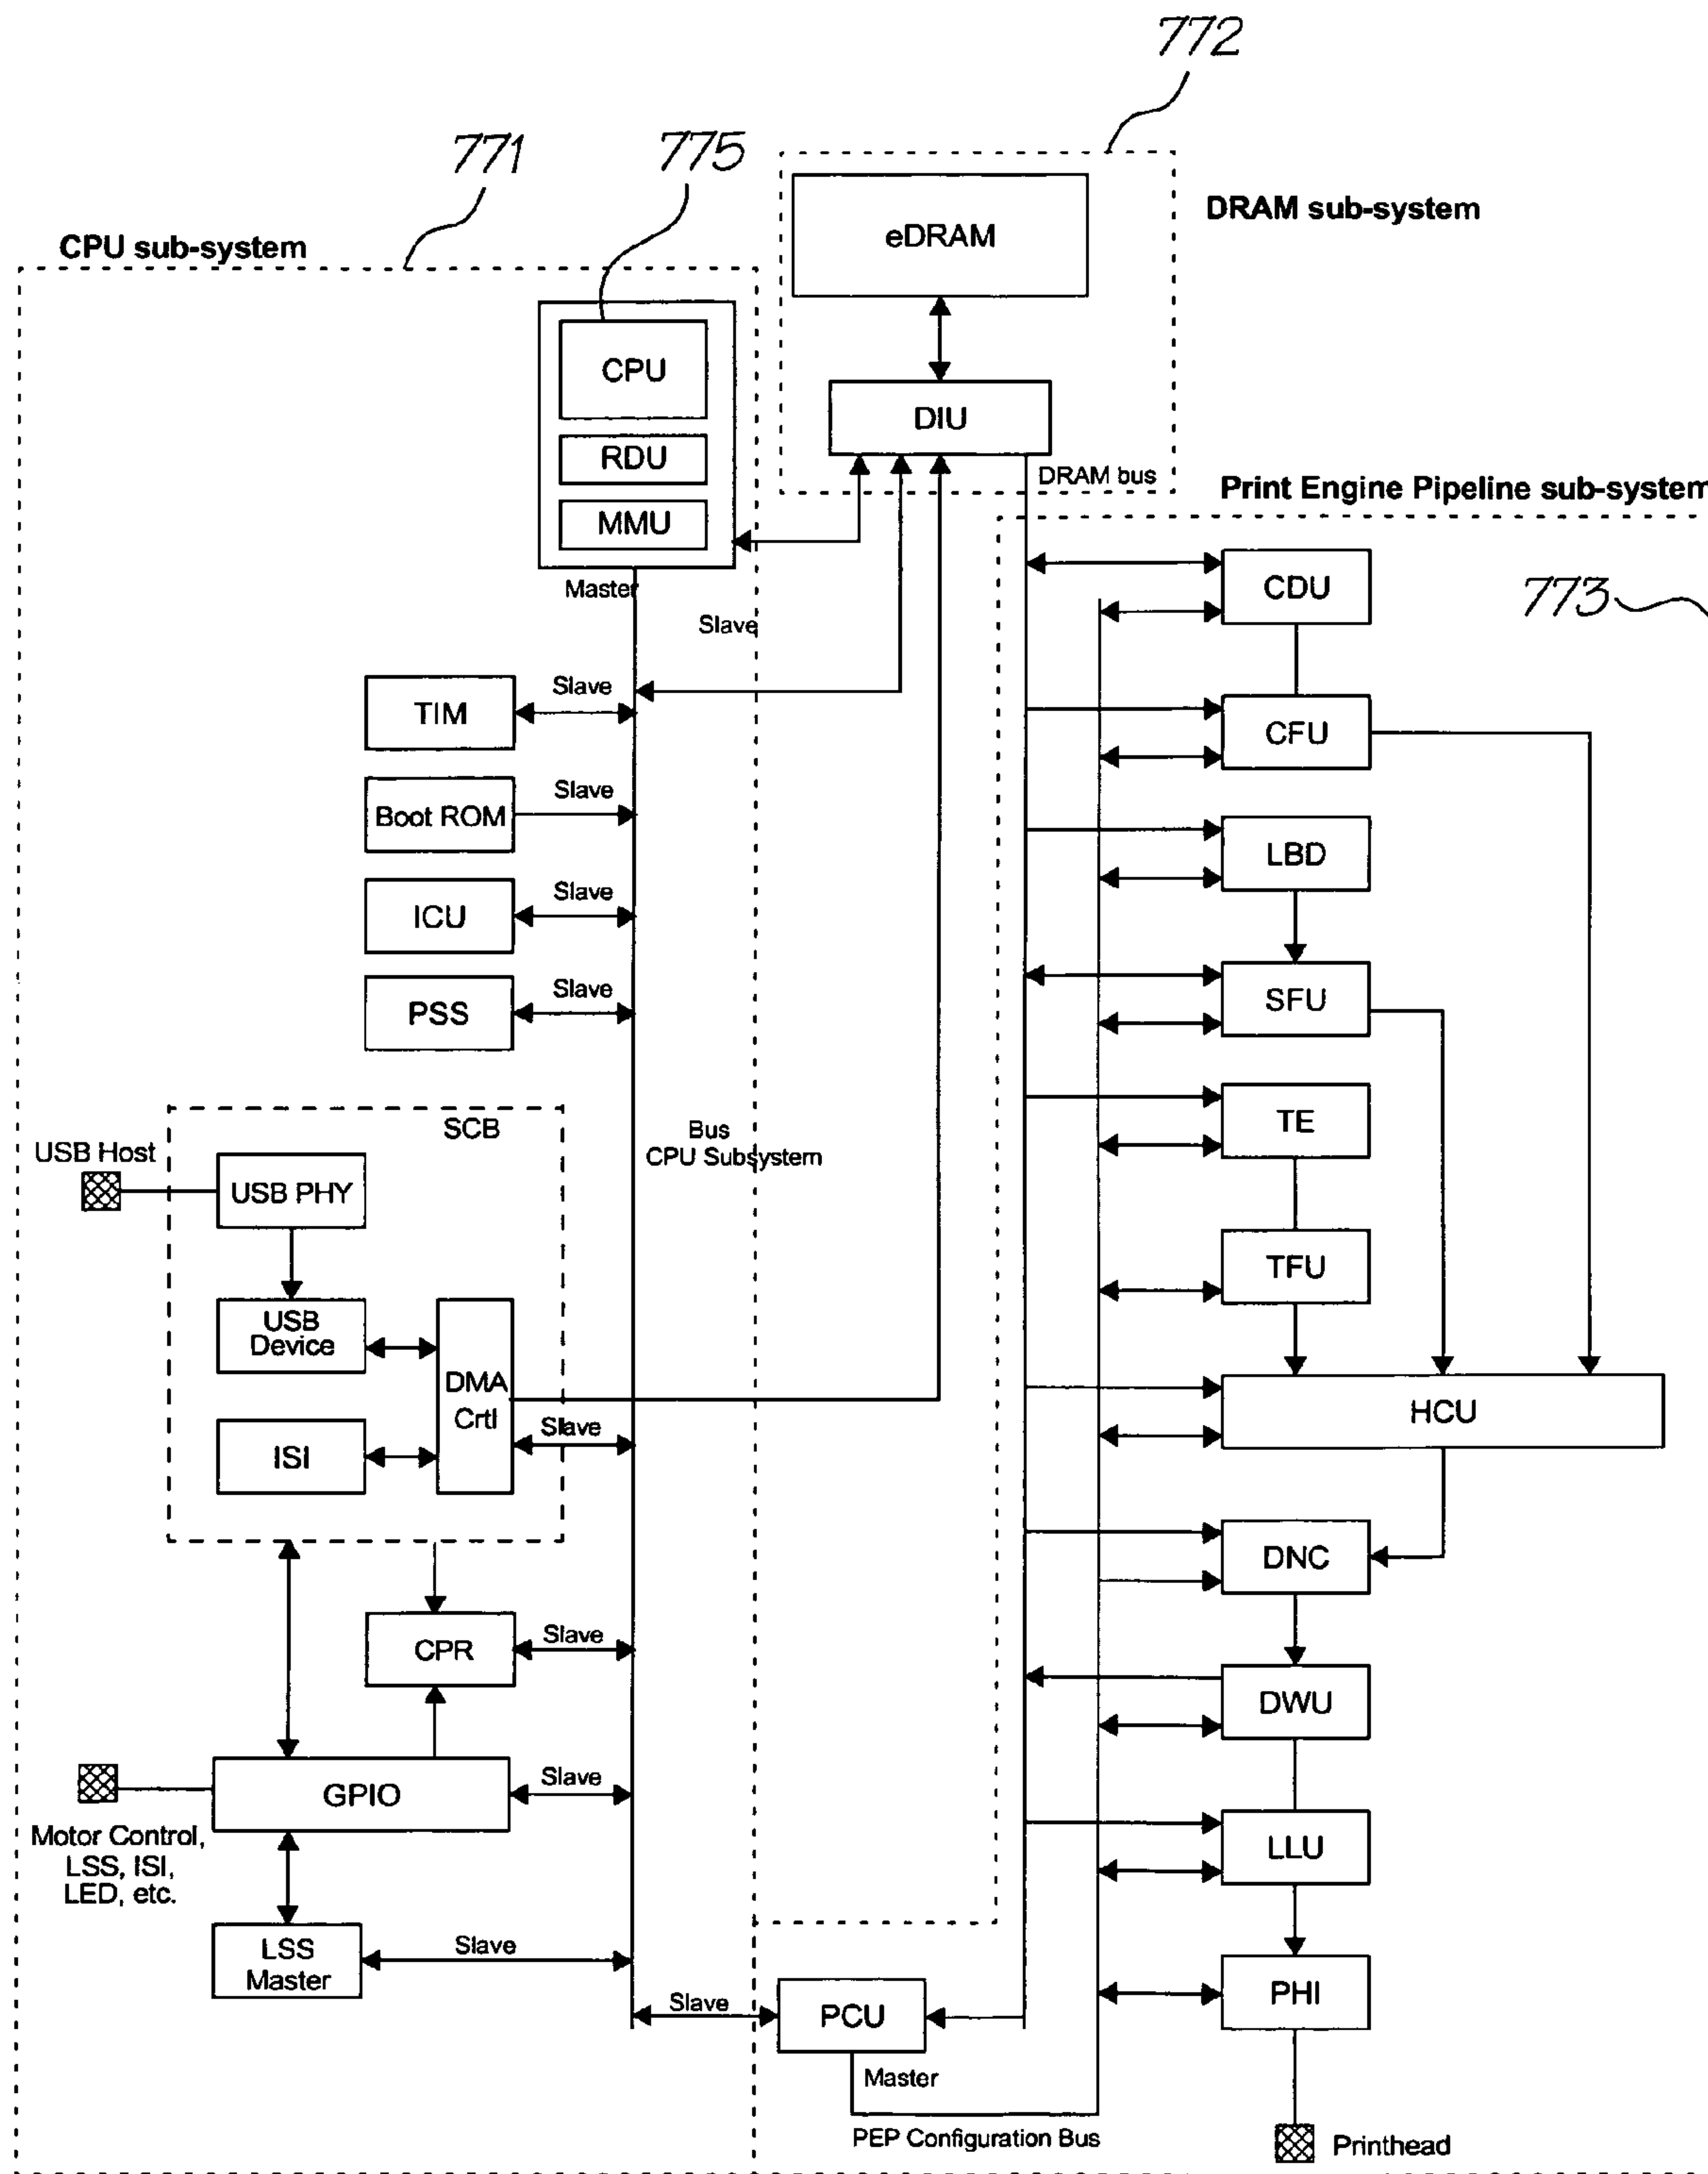 772
771
775
DRAM sub-system
CPU sub-system
eDRAM
CPU
DIU
RDU
DRAM bus
Print Engine Pipeline sub-system
MMU
Master
CDU
773
Slave
Slave
TIM
CFU
Slave
Boot ROM
LBD
Slave
ICU
Slave
PSS
SFU
SCB
TE
Bus
CPU Subsystem
USB Host
USB PHY
TFU
USB
Device
DMA
Crtl
HCU
Slave
ISI
DNC
Slave
CPR
DWU
Slave
GPIO
Motor Control,
LSS, ISI,
LED, etc.
LLU
Slave
LSS
Master
Slave
PCU
PHI
Master
PEP Configuration Bus
Printhead